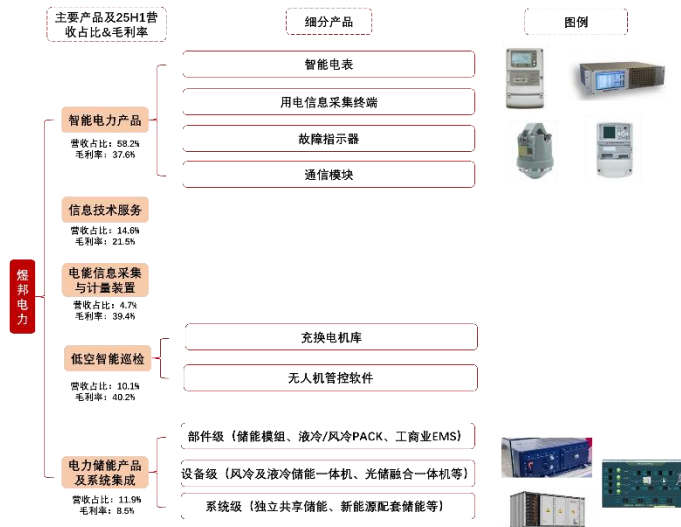 主要产品及25H1营
收占比&毛利率
细分产品
图例
煜邦电力
智能电力产品
营收占比：58.2%
毛利率：37.6%
智能电表
用电信息采集终端
故障指示器
通信模块
信息技术服务
营收占比：14.6%
毛利率：21.5%
电能信息采集
与计量装置
营收占比：4.7%
毛利率：39.4%
低空智能巡检
营收占比：10.1%
毛利率：40.2%
充换电机库
无人机管控软件
电力储能产品
及系统集成
营收占比：11.9%
毛利率：8.5%
部件级（储能模组、液冷/风冷PACK、工商业EMS）
设备级（风冷及液冷储能一体机、光储融合一体机等）
系统级（独立共享储能、新能源配套储能等）